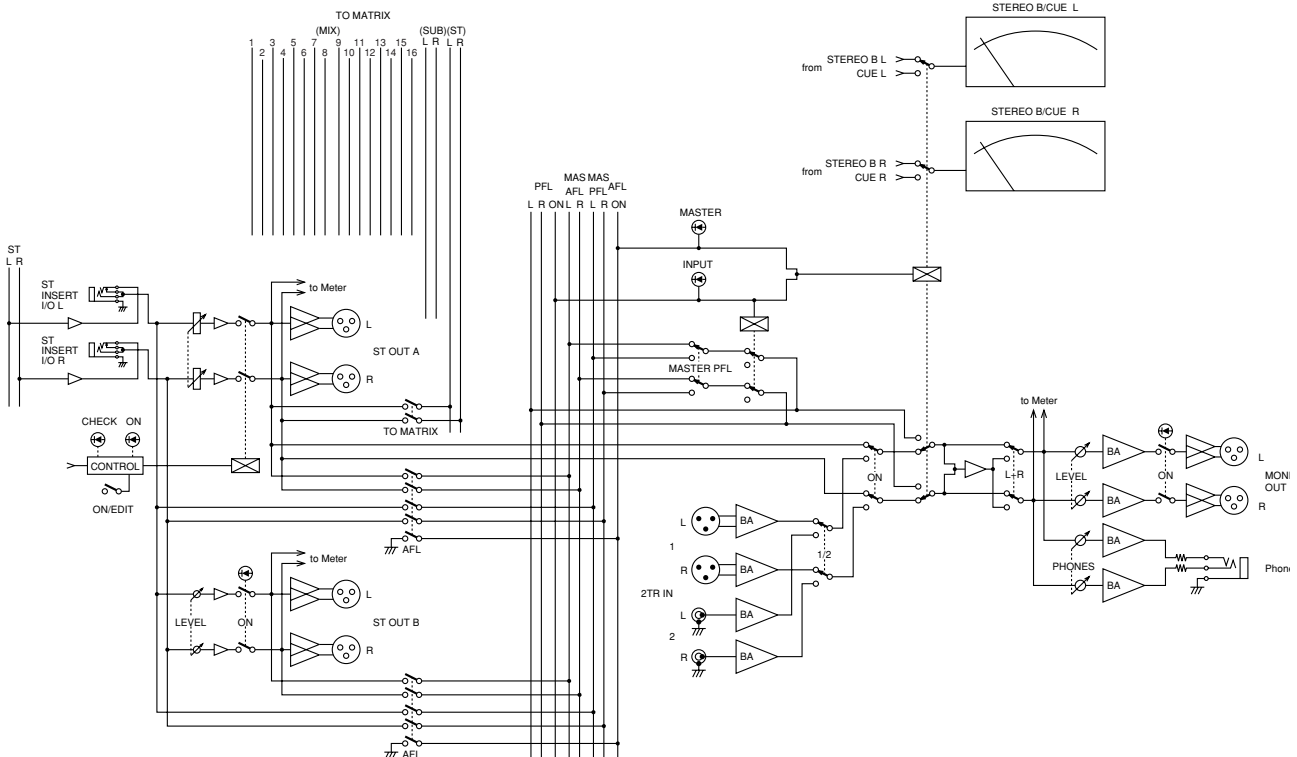 STEREO B/CUE L
TO MATRIX
(MIX)
(SUB)(ST)
1 3 5 7 9 11 13 15 L R L R
2 4 6 8 10 12 14 16
from
STEREO B L
CUE L
STEREO B/CUE R
from
STEREO B R
CUE R
MAS MAS
PFL AFL PFL AFL
L R ON L R L R ON
MASTER
INPUT
ST
L R
ST
INSERT
I/O L
to Meter
L
ST
INSERT
I/O R
ST OUT A
R
MASTER PFL
TO MATRIX
to Meter
CHECK ON
CONTROL
ON/EDIT
ON
L-R
LEVEL
BA
ON
L
MONI
OUT
BA
R
AFL
L
BA
1
1/2
R
BA
BA
PHONES
BA
Phone
to Meter
2TR IN
L
BA
2
R
BA
LEVEL
ON
L
ST OUT B
R
AFL